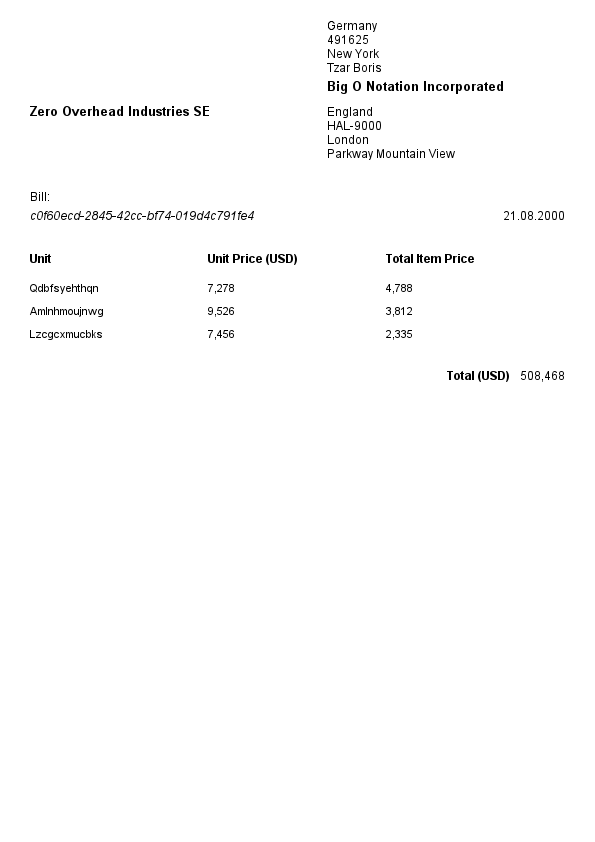 Germany
491625
New York
Tzar Boris
Big O Notation Incorporated
Zero Overhead Industries SE
England
HAL-9000
London
Parkway Mountain View
Bill:
c0f60ecd-2845-42cc-bf74-019d4c791fe4 21.08.2000
Unit Unit Price (USD) Total Item Price
Qdbfsyehthqn 7,278 4,788
Amlnhmoujnwg 9,526 3,812
Lzcgcxmucbks 7,456 2,335
Total (USD) 508,468